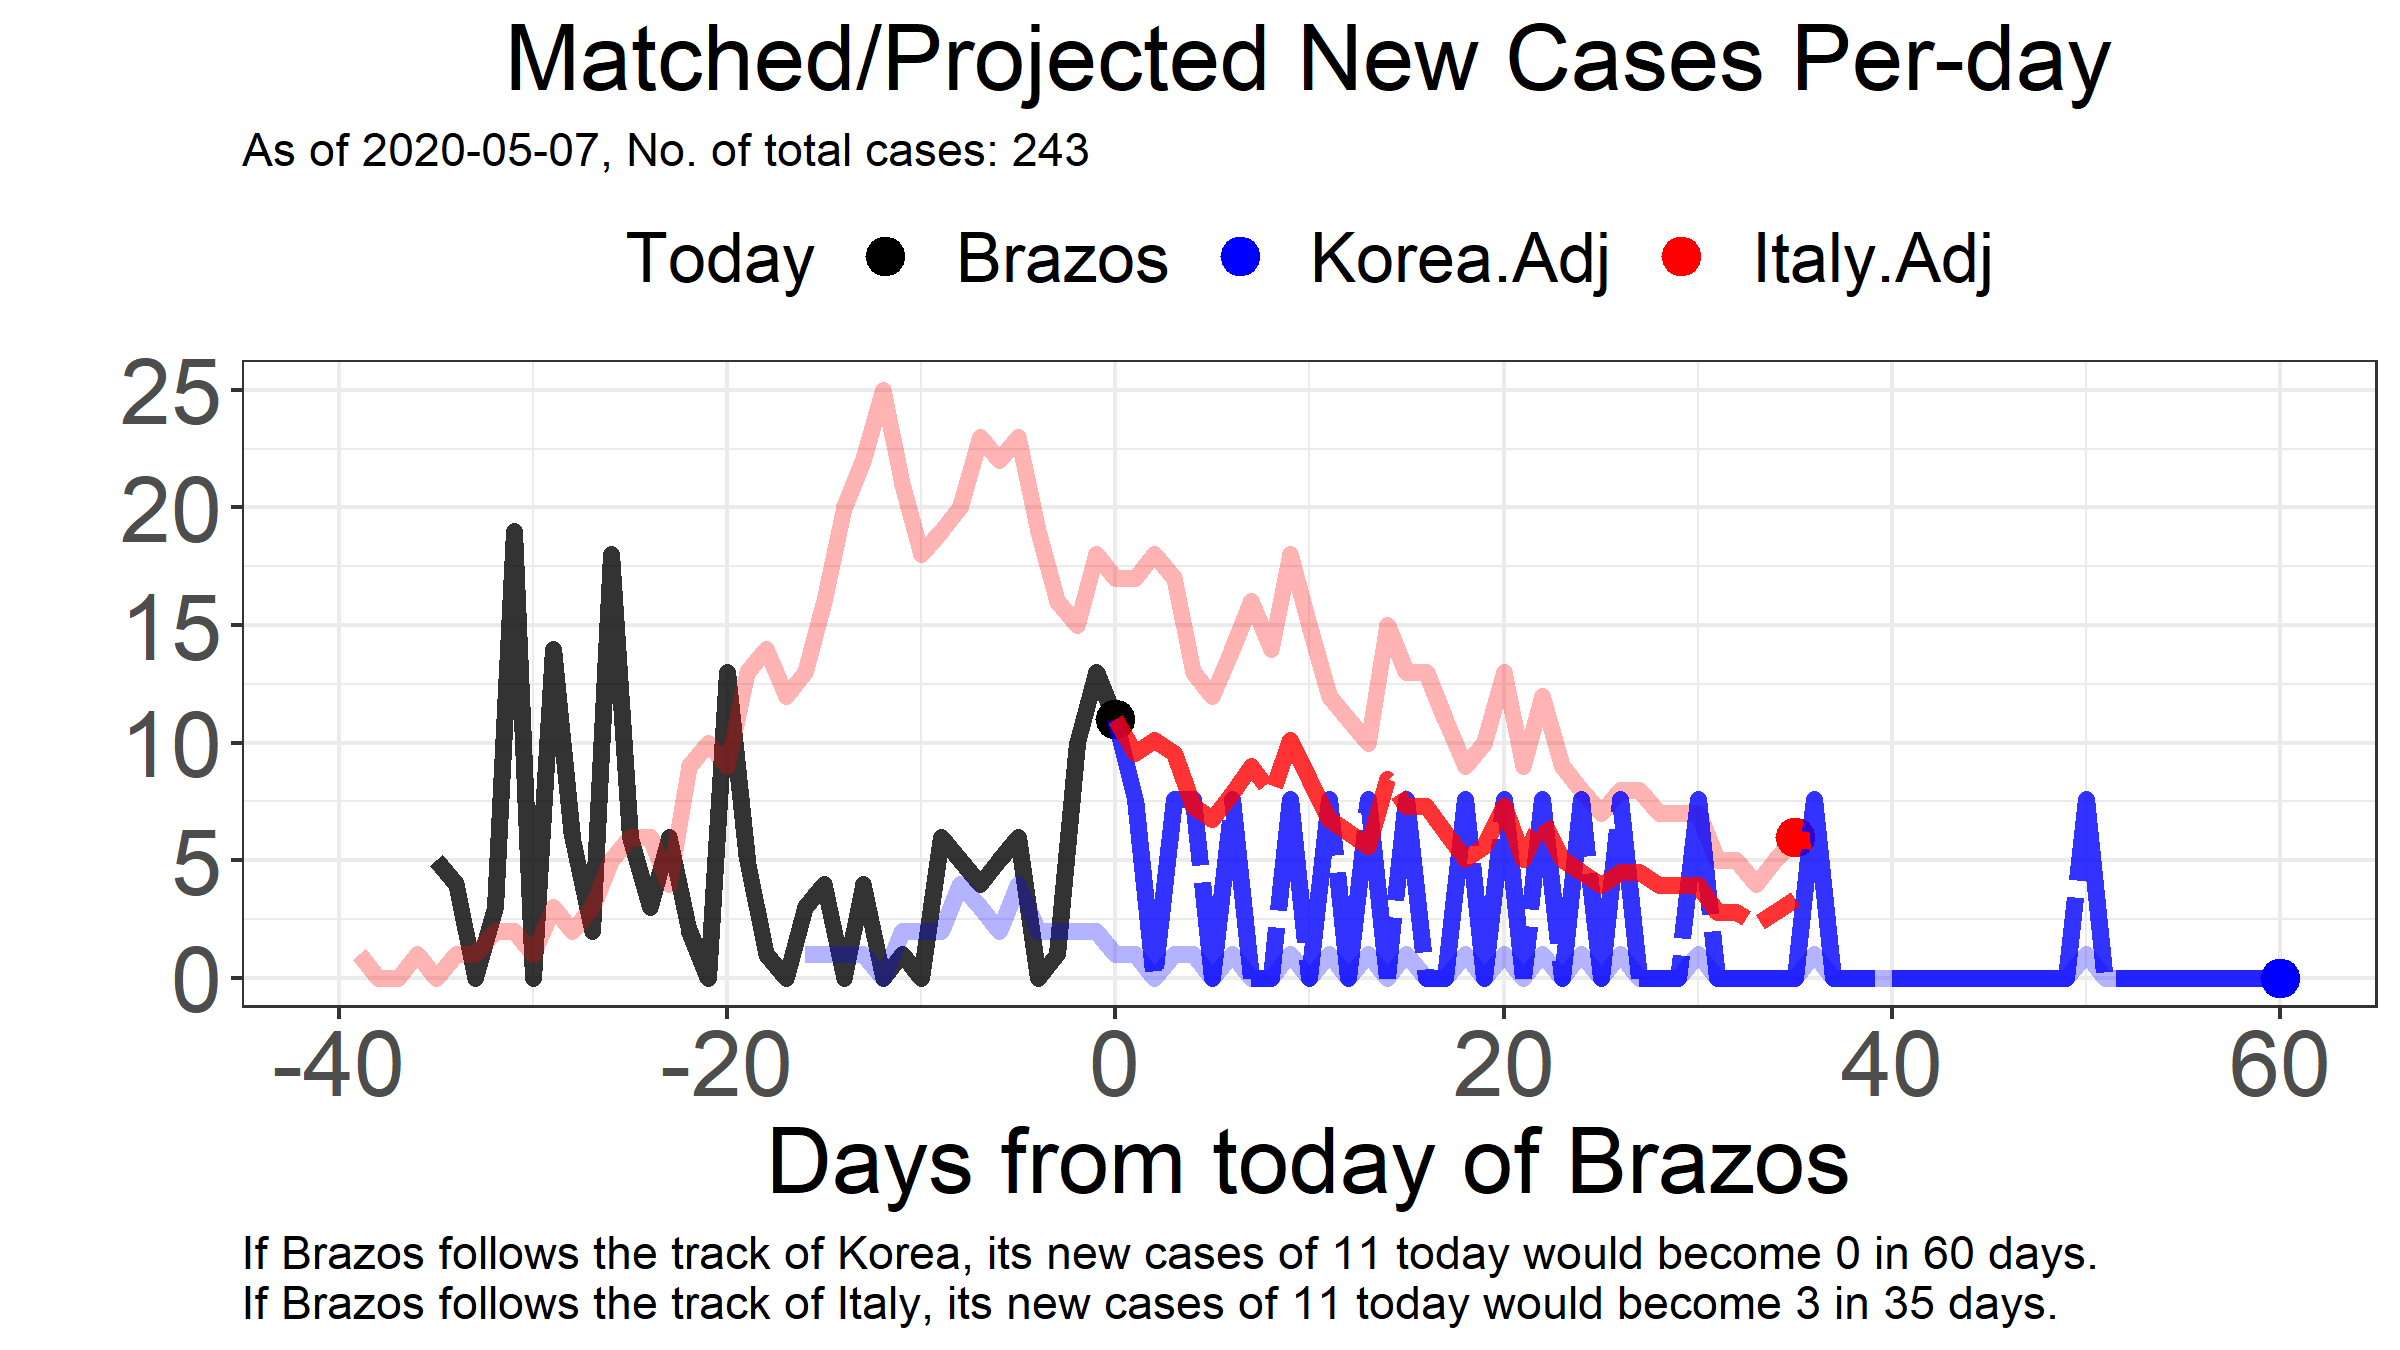 Matched/Projected New Cases Per-day
As of 2020-05-07, No. of total cases: 243
Today Brazos Korea.Adj Italy.Adj
25
20
15
10
5
0
-40 -20 0 20 40 60
Days from today of Brazos
If Brazos follows the track of Korea, its new cases of 11 today would become 0 in 60 days.
If Brazos follows the track of Italy, its new cases of 11 today would become 3 in 35 days.